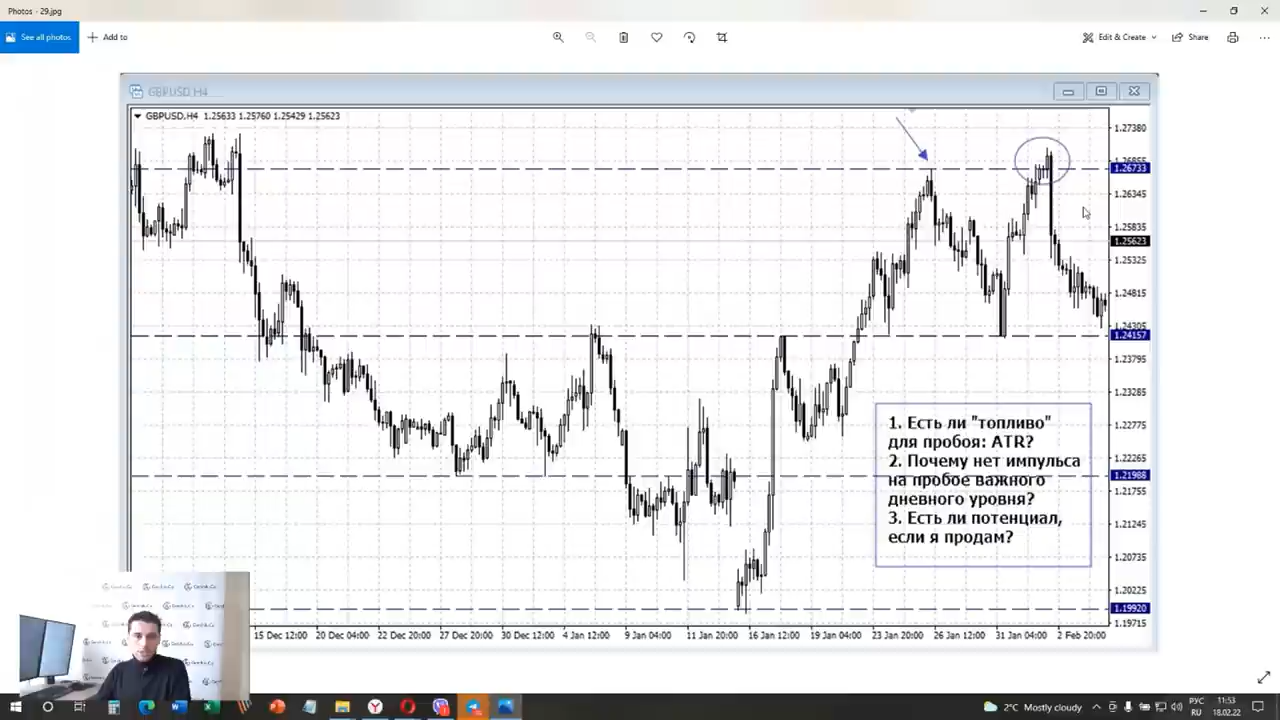 Photos - 29.jpg
See all photos
Add to
Edit & Create
Share
GBPUSD,H4
GBPUSD,H4 1.25633 1.25760 1.25429 1.25623
1.27380
1.26855
1.26733
1.26345
1.25835
1.25623
1.25325
1.24815
1.24305
1.24157
1.23795
1.23285
1.22775
1.22265
1.21988
1.21755
1.21245
1.20735
1.20225
1.19920
1.19715
1. Есть ли "топливо"
для пробоя: ATR?
2. Почему нет импульса
на пробое важного
дневного уровня?
3. Есть ли потенциал,
если я продам?
15 Dec 12:00 20 Dec 04:00 22 Dec 20:00 27 Dec 20:00 30 Dec 12:00 4 Jan 12:00 9 Jan 04:00 11 Jan 20:00 16 Jan 12:00 19 Jan 04:00 23 Jan 20:00 26 Jan 12:00 31 Jan 04:00 2 Feb 20:00
2°C Mostly cloudy
РУС
RU
11:53
18.02.22